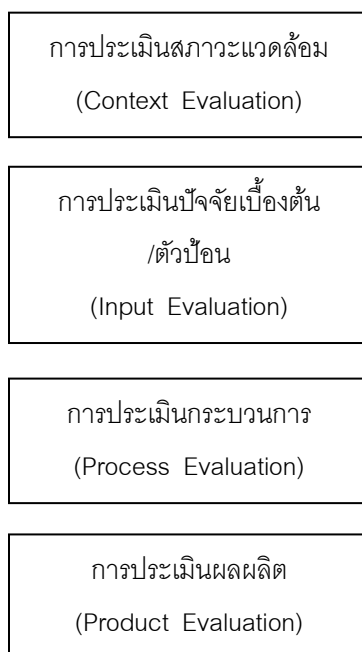 การประเมินสภาวะแวดล้อม
(Context Evaluation)
การประเมินปัจจัยเบื้องต้น
/ตัวป้อน
(Input Evaluation)
การประเมินกระบวนการ
(Process Evaluation)
การประเมินผลผลิต
(Product Evaluation)